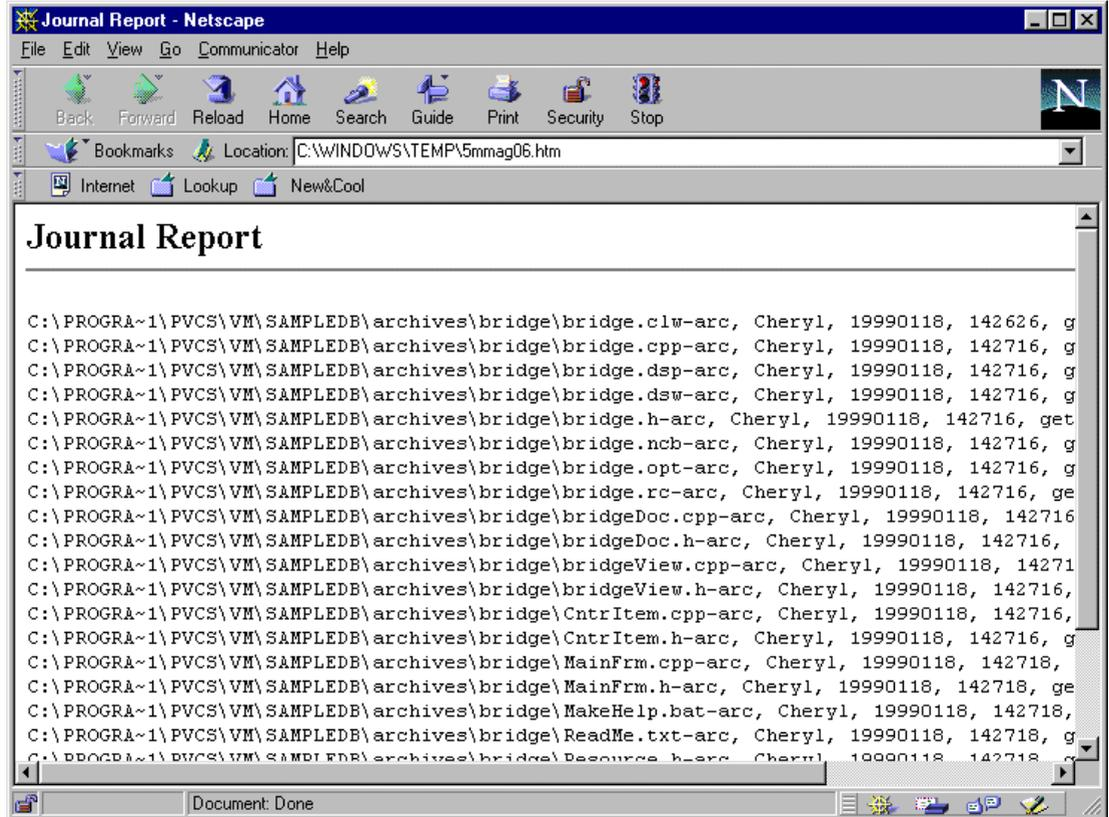 Journal Report - Netscape
File Edit View Go Communicator Help
Back Forward Reload Home Search Guide Print Security Stop
N
Bookmarks Location: C:\WINDOWS\TEMP\5mmag06.htm
Internet Lookup New&Cool
Journal Report
C:\PROGRA~1\PVCS\VM\SAMPLEDB\archives\bridge\bridge.clw-arc, Cheryl, 19990118, 142626, g
C:\PROGRA~1\PVCS\VM\SAMPLEDB\archives\bridge\bridge.cpp-arc, Cheryl, 19990118, 142716, g
C:\PROGRA~1\PVCS\VM\SAMPLEDB\archives\bridge\bridge.dsp-arc, Cheryl, 19990118, 142716, g
C:\PROGRA~1\PVCS\VM\SAMPLEDB\archives\bridge\bridge.dsw-arc, Cheryl, 19990118, 142716, g
C:\PROGRA~1\PVCS\VM\SAMPLEDB\archives\bridge\bridge.h-arc, Cheryl, 19990118, 142716, get
C:\PROGRA~1\PVCS\VM\SAMPLEDB\archives\bridge\bridge.ncb-arc, Cheryl, 19990118, 142716, g
C:\PROGRA~1\PVCS\VM\SAMPLEDB\archives\bridge\bridge.opt-arc, Cheryl, 19990118, 142716, g
C:\PROGRA~1\PVCS\VM\SAMPLEDB\archives\bridge\bridge.rc-arc, Cheryl, 19990118, 142716, ge
C:\PROGRA~1\PVCS\VM\SAMPLEDB\archives\bridge\bridgeDoc.cpp-arc, Cheryl, 19990118, 142716
C:\PROGRA~1\PVCS\VM\SAMPLEDB\archives\bridge\bridgeDoc.h-arc, Cheryl, 19990118, 142716,
C:\PROGRA~1\PVCS\VM\SAMPLEDB\archives\bridge\bridgeView.cpp-arc, Cheryl, 19990118, 14271
C:\PROGRA~1\PVCS\VM\SAMPLEDB\archives\bridge\bridgeView.h-arc, Cheryl, 19990118, 142716,
C:\PROGRA~1\PVCS\VM\SAMPLEDB\archives\bridge\CntrItem.cpp-arc, Cheryl, 19990118, 142716,
C:\PROGRA~1\PVCS\VM\SAMPLEDB\archives\bridge\CntrItem.h-arc, Cheryl, 19990118, 142716, g
C:\PROGRA~1\PVCS\VM\SAMPLEDB\archives\bridge\MainFrm.cpp-arc, Cheryl, 19990118, 142718,
C:\PROGRA~1\PVCS\VM\SAMPLEDB\archives\bridge\MainFrm.h-arc, Cheryl, 19990118, 142718, ge
C:\PROGRA~1\PVCS\VM\SAMPLEDB\archives\bridge\MakeHelp.bat-arc, Cheryl, 19990118, 142718,
C:\PROGRA~1\PVCS\VM\SAMPLEDB\archives\bridge\ReadMe.txt-arc, Cheryl, 19990118, 142718, g
C:\PROGRA~1\PVCS\VM\SAMPLEDB\archives\bridge\Resource.h-arc, Cheryl, 19990118, 142718, g
Document: Done